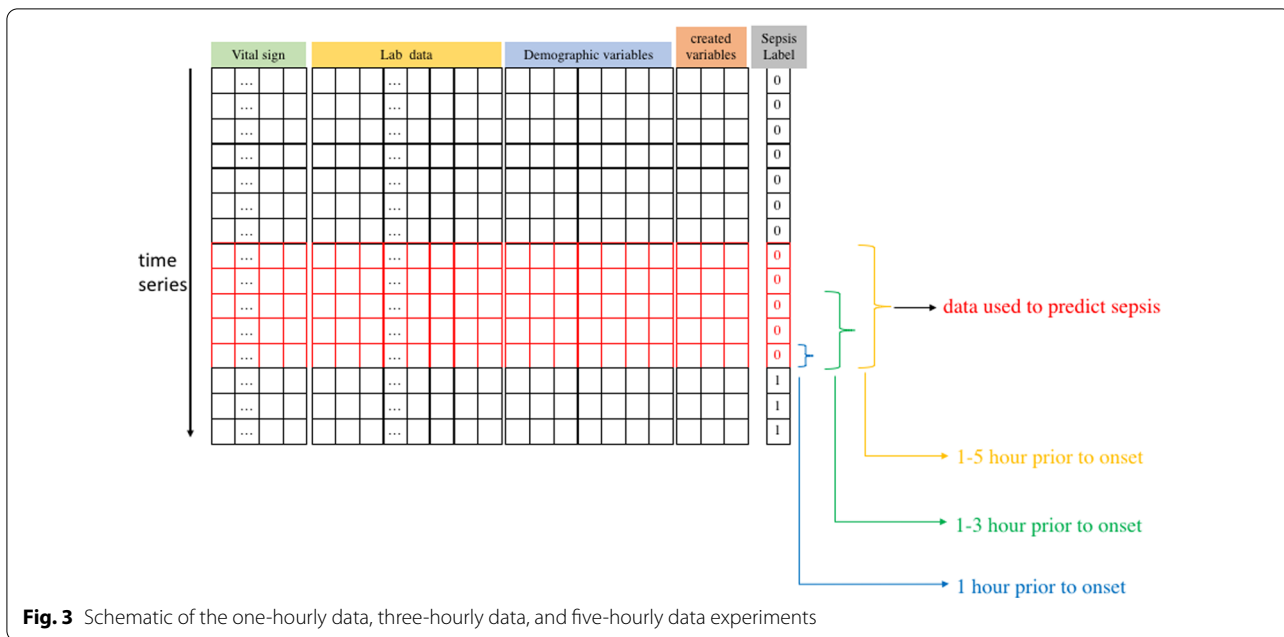 Vital sign
Lab data
Demographic variables
created
variables
Sepsis
Label
... ... 0
... ... 0
... ... 0
... ... 0
... ... 0
... ... 0
... ... 0
... ... 0
... ... 0
... ... 0
... ... 0
... ... 0
... ... 1
... ... 1
... ... 1
time
series
data used to predict sepsis
1-5 hour prior to onset
1-3 hour prior to onset
1 hour prior to onset
Fig. 3 Schematic of the one-hourly data, three-hourly data, and five-hourly data experiments